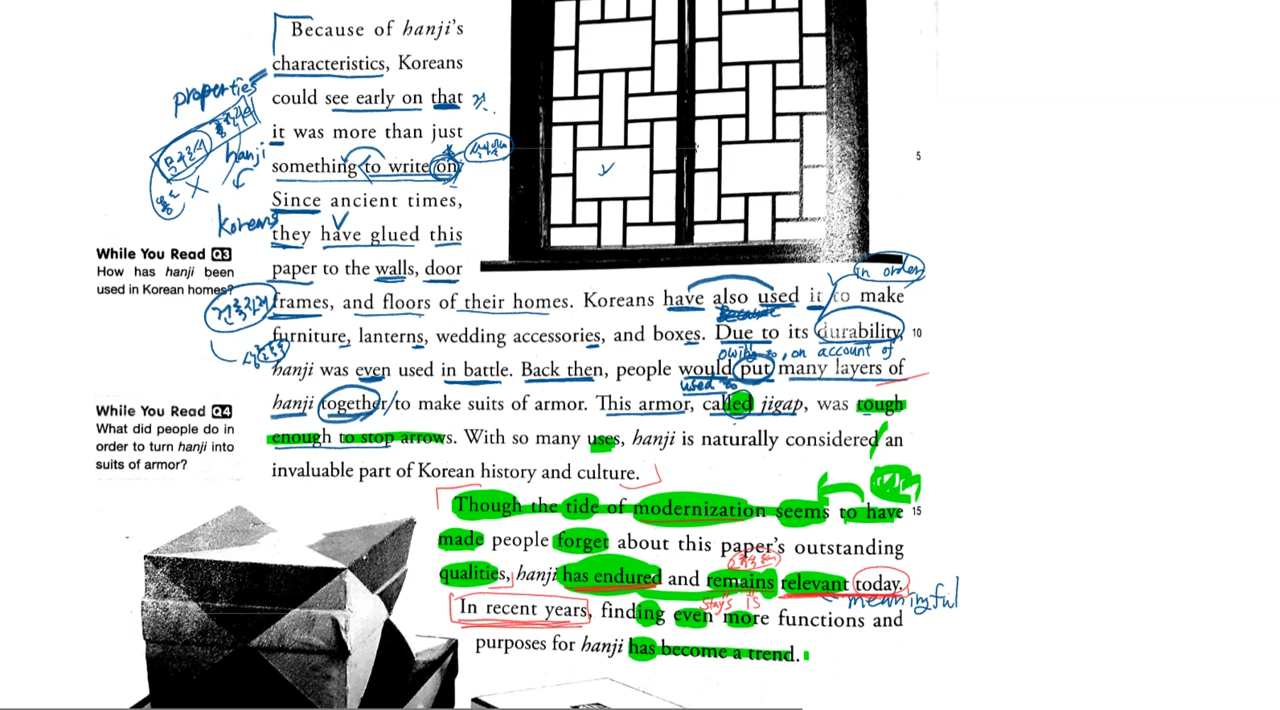 Because of hanji's
characteristics, Koreans
properties
could see early on that 것
it was more than just
hanji
something to write on.
Since ancient times,
Koreans
they have glued this
paper to the walls, door
While You Read Q3
How has hanji been
used in Korean homes?
in order
frames, and floors of their homes. Koreans have also used it to make
건축자재
furniture, lanterns, wedding accessories, and boxes. Due to its durability,
owing to, on account of
hanji was even used in battle. Back then, people would put many layers of
used to
hanji together to make suits of armor. This armor, called jigap, was tough
While You Read Q4
What did people do in
order to turn hanji into
suits of armor?
enough to stop arrows. With so many uses, hanji is naturally considered an
invaluable part of Korean history and culture.
Though the tide of modernization seems to have
made people forget about this paper's outstanding
qualities, hanji has endured and remains relevant today.
stays is
meaningful
In recent years, finding even more functions and
purposes for hanji has become a trend.
5
10
15